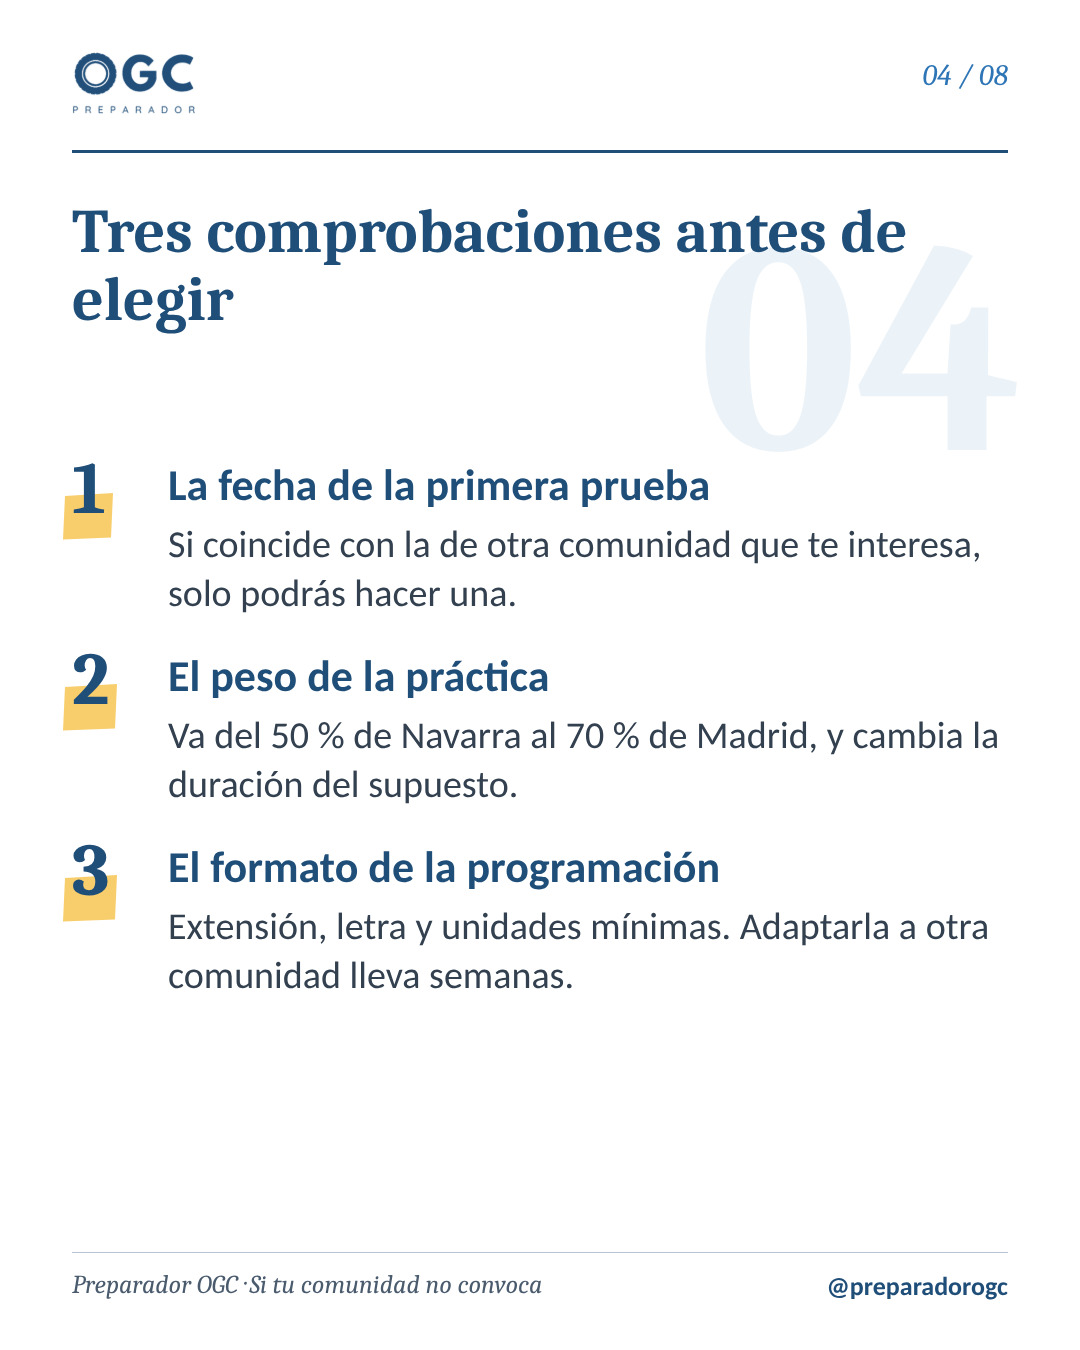 OGC
PREPARADOR
04 / 08
Tres comprobaciones antes de
elegir
04
1
La fecha de la primera prueba
Si coincide con la de otra comunidad que te interesa,
solo podrás hacer una.
2
El peso de la práctica
Va del 50 % de Navarra al 70 % de Madrid, y cambia la
duración del supuesto.
3
El formato de la programación
Extensión, letra y unidades mínimas. Adaptarla a otra
comunidad lleva semanas.
Preparador OGC · Si tu comunidad no convoca
@preparadorogc